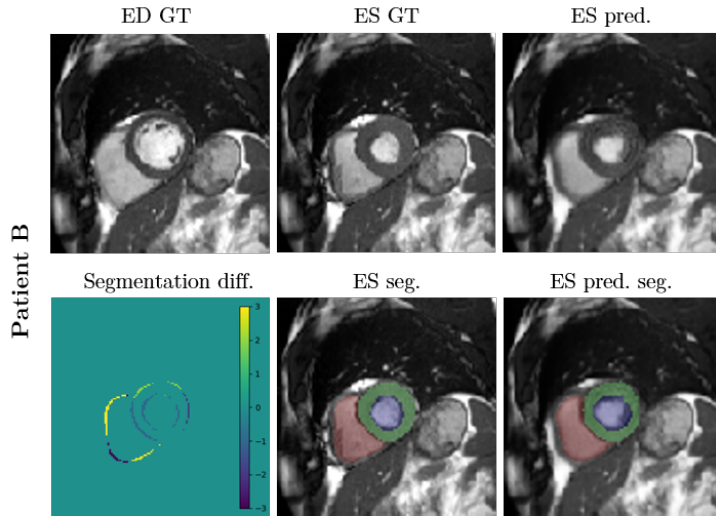 ED GT
ES GT
ES pred.
Patient B
Segmentation diff.
ES seg.
ES pred. seg.
3
2
1
0
−1
−2
−3